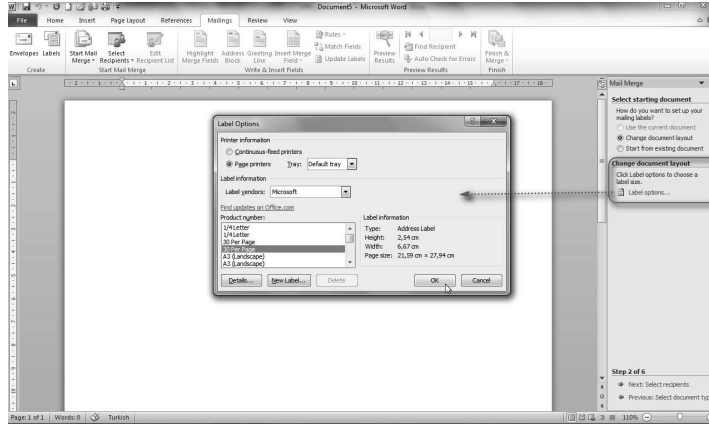 Document5 - Microsoft Word
File Home Insert Page Layout References Mailings Review View
Envelopes Labels
Create
Start Mail Merge Select Recipients Edit Recipient List
Start Mail Merge
Highlight Merge Fields Address Block Greeting Line Insert Merge Field
Rules
Match Fields
Update Labels
Write & Insert Fields
Preview Results
Find Recipient
Auto Check for Errors
Preview Results
Finish & Merge
Finish
Label Options
Printer information
Continuous-feed printers
Page printers Tray: Default tray
Label information
Label vendors: Microsoft
Find updates on Office.com
Product number:
1/4 Letter
1/4 Letter
30 Per Page
30 Per Page
A3 (Landscape)
A3 (Landscape)
Label information
Type: Address Label
Height: 2,54 cm
Width: 6,67 cm
Page size: 21,59 cm × 27,94 cm
Details... New Label... Delete OK Cancel
Mail Merge
Select starting document
How do you want to set up your
mailing labels?
Use the current document
Change document layout
Start from existing document
Change document layout
Click Label options to choose a
label size.
Label options...
Step 2 of 6
Next: Select recipients
Previous: Select document typ
Page: 1 of 1 Words: 0 Turkish 110%